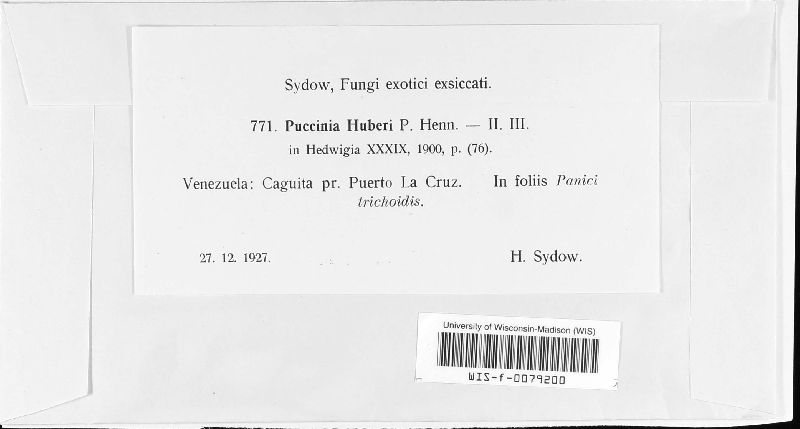 Sydow, Fungi exotici exsiccati.
771. Puccinia Huberi P. Henn. — II. III.
in Hedwigia XXXIX, 1900, p. (76).
Venezuela: Caguita pr. Puerto La Cruz. In foliis Panici
trichoidis.
27. 12. 1927. H. Sydow.
University of Wisconsin-Madison (WIS)
WIS-f-0079200